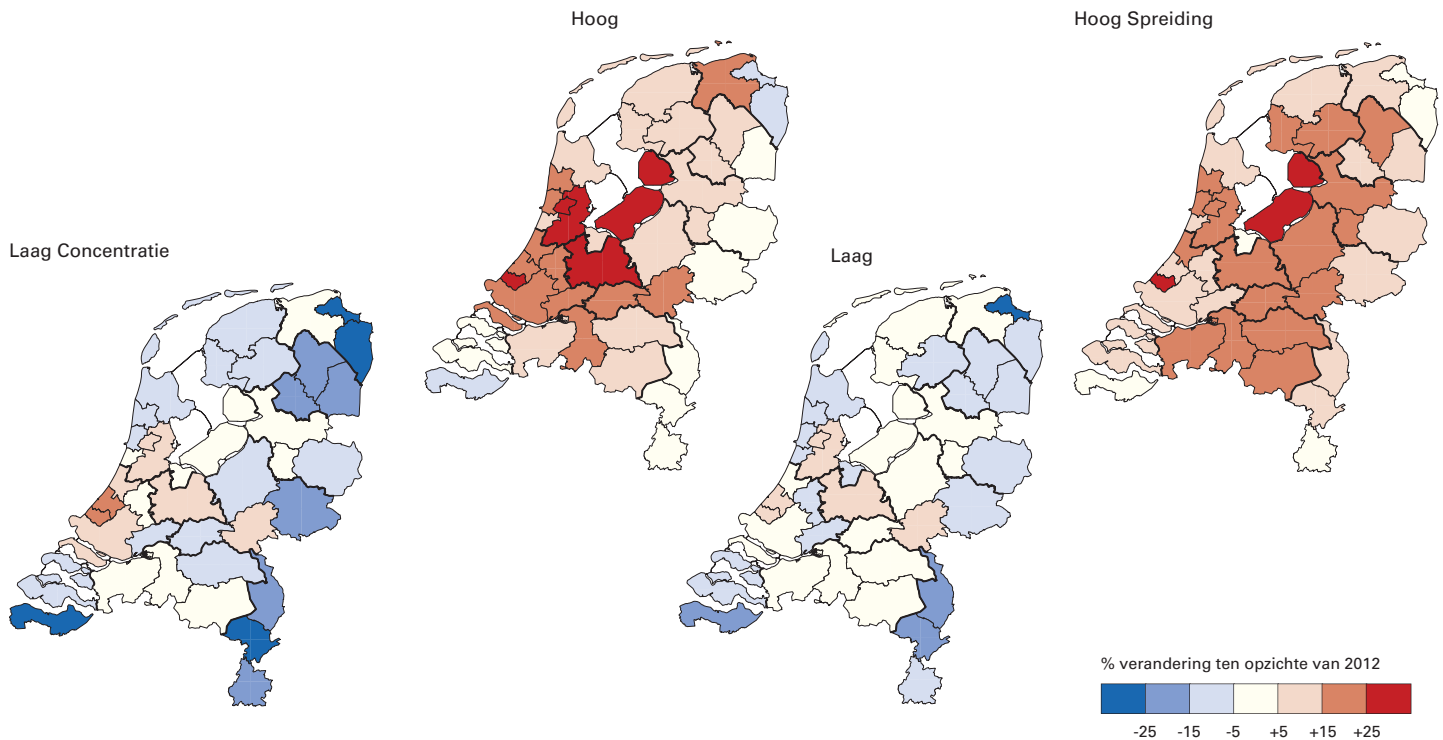 Hoog
Hoog Spreiding
Laag Concentratie
Laag
% verandering ten opzichte van 2012
-25 -15 -5 +5 +15 +25